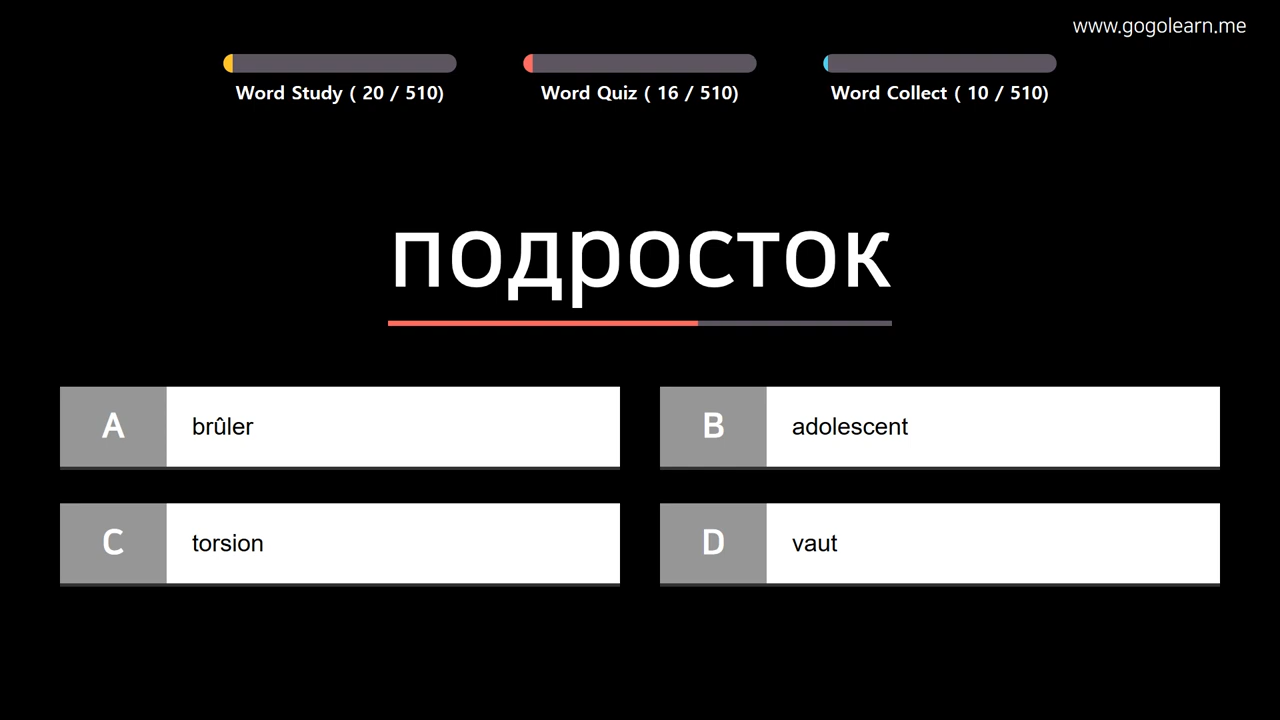 www.gogolearn.me
Word Study ( 20 / 510)
Word Quiz ( 16 / 510)
Word Collect ( 10 / 510)
подросток
A brûler
B adolescent
C torsion
D vaut